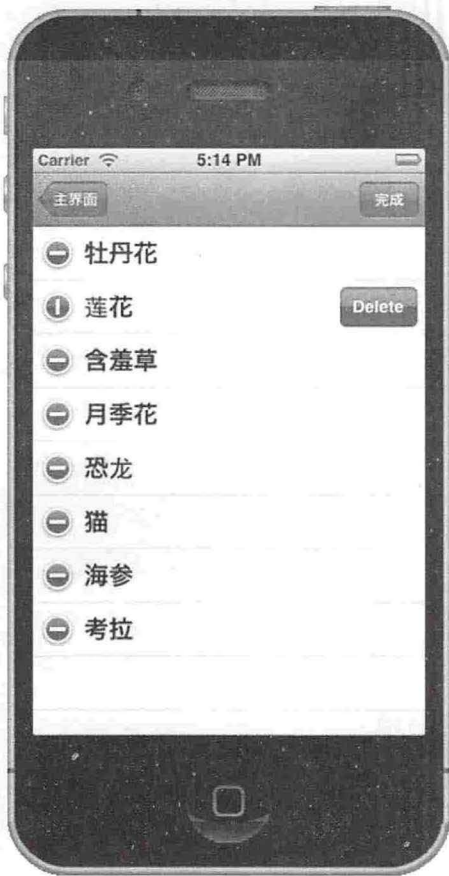 Carrier 5:14 PM
主界面 完成
牡丹花
莲花 Delete
含羞草
月季花
恐龙
猫
海参
考拉